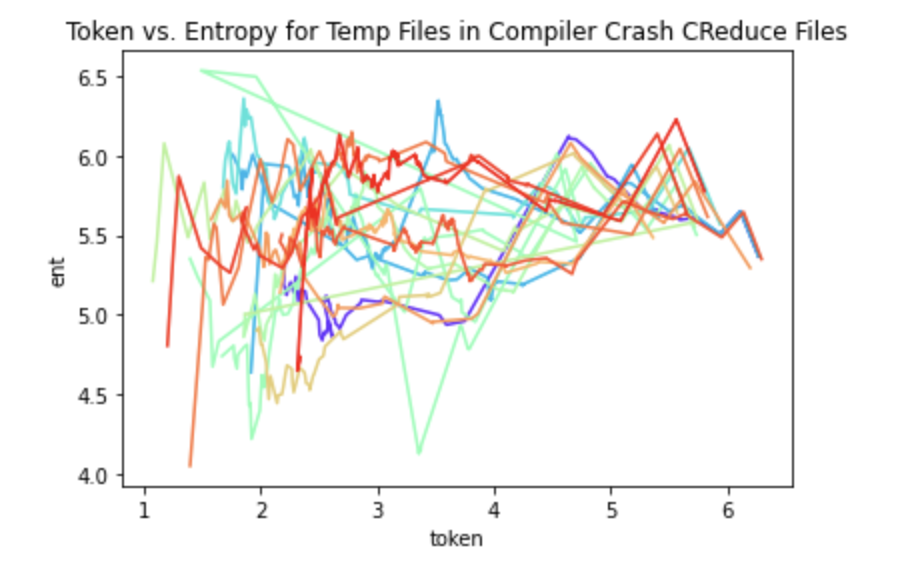 Token vs. Entropy for Temp Files in Compiler Crash CReduce Files
6.5
6.0
5.5
5.0
4.5
4.0
ent
1 2 3 4 5 6
token